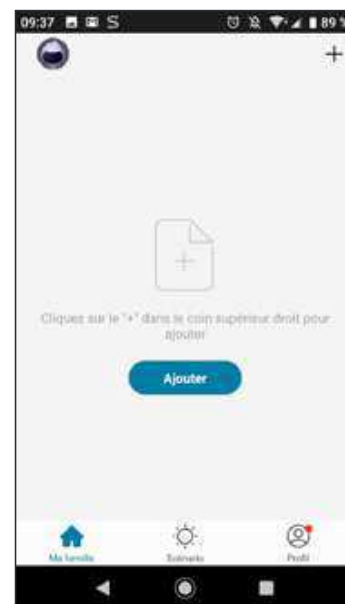 09:37 S 89 %
+
Cliquez sur le "+" dans le coin supérieur droit pour
ajouter
Ajouter
Ma famille Scénario Profil